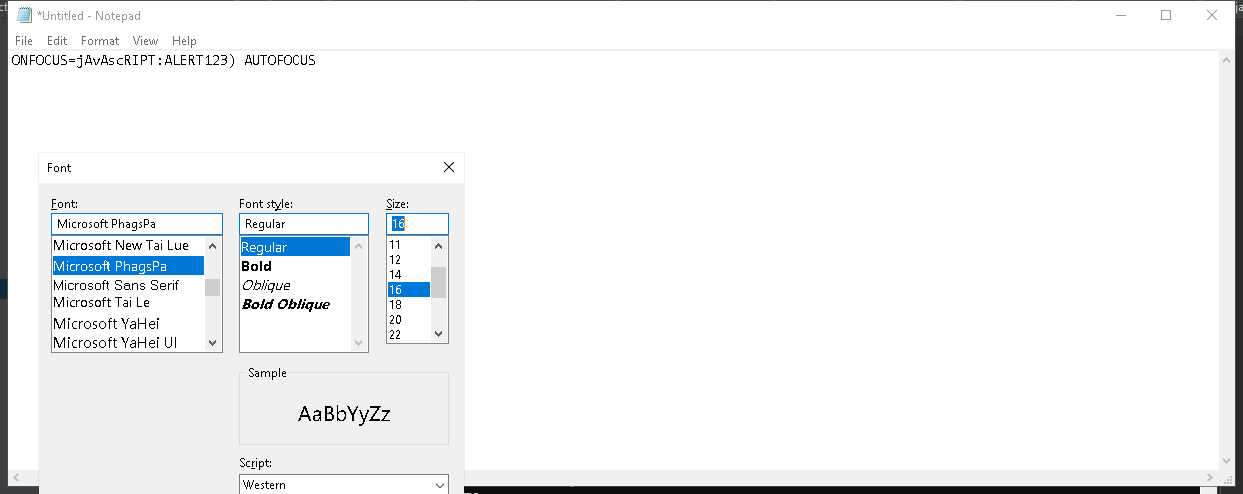 *Untitled - Notepad
File Edit Format View Help
ONFOCUS=jAvAscRIPT:ALERT123) AUTOFOCUS
Font
Font: Font style: Size:
Microsoft PhagsPa Regular 16
Microsoft New Tai Lue
Microsoft PhagsPa
Microsoft Sans Serif
Microsoft Tai Le
Microsoft YaHei
Microsoft YaHei UI
Regular
Bold
Oblique
Bold Oblique
11
12
14
16
18
20
22
Sample
AaBbYyZz
Script:
Western